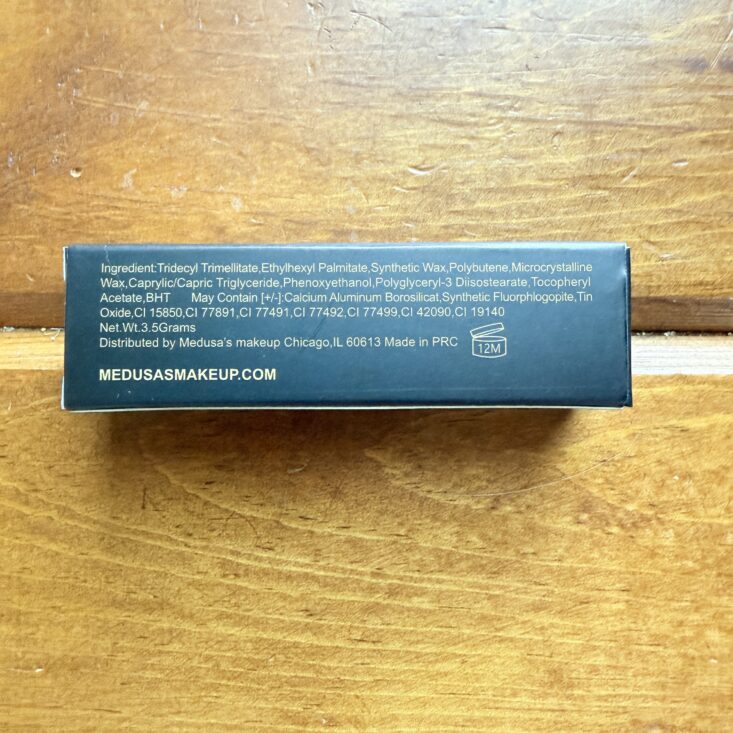 Ingredient:Tridecyl Trimellitate,Ethylhexyl Palmitate,Synthetic Wax,Polybutene,Microcrystalline
Wax,Caprylic/Capric Triglyceride,Phenoxyethanol,Polyglyceryl-3 Diisostearate,Tocopheryl
Acetate,BHT May Contain [+/-]:Calcium Aluminum Borosilicat,Synthetic Fluorphlogopite,Tin
Oxide,CI 15850,CI 77891,CI 77491,CI 77492,CI 77499,CI 42090,CI 19140
Net.Wt.3.5Grams
Distributed by Medusa's makeup Chicago,IL 60613 Made in PRC
12M
MEDUSASMAKEUP.COM